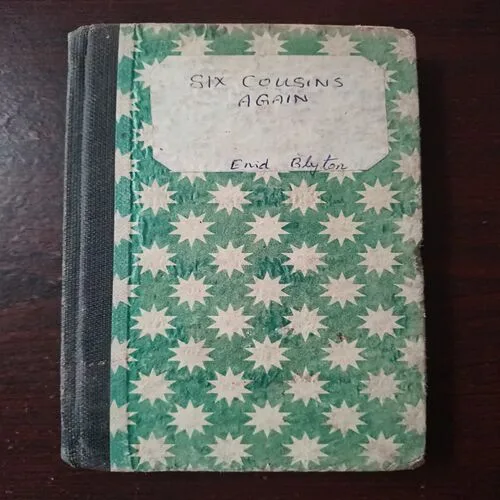 SIX COUSINS
AGAIN
Enid Blyton